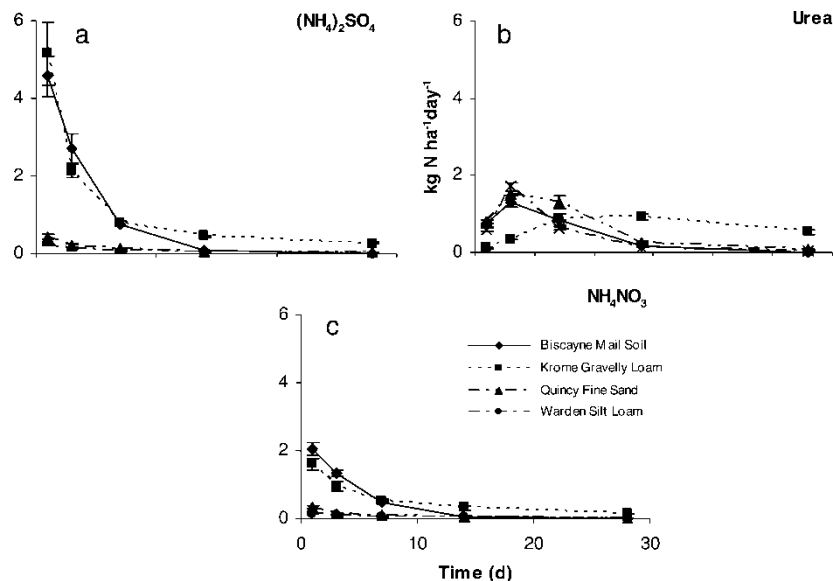 a
(NH₄)₂SO₄
6
4
2
0
b
Urea
kg N ha⁻¹day⁻¹
6
4
2
0
c
NH₄NO₃
6
4
2
0
Biscayne Mail Soil
Krome Gravelly Loam
Quincy Fine Sand
Warden Silt Loam
0 10 20 30
Time (d)